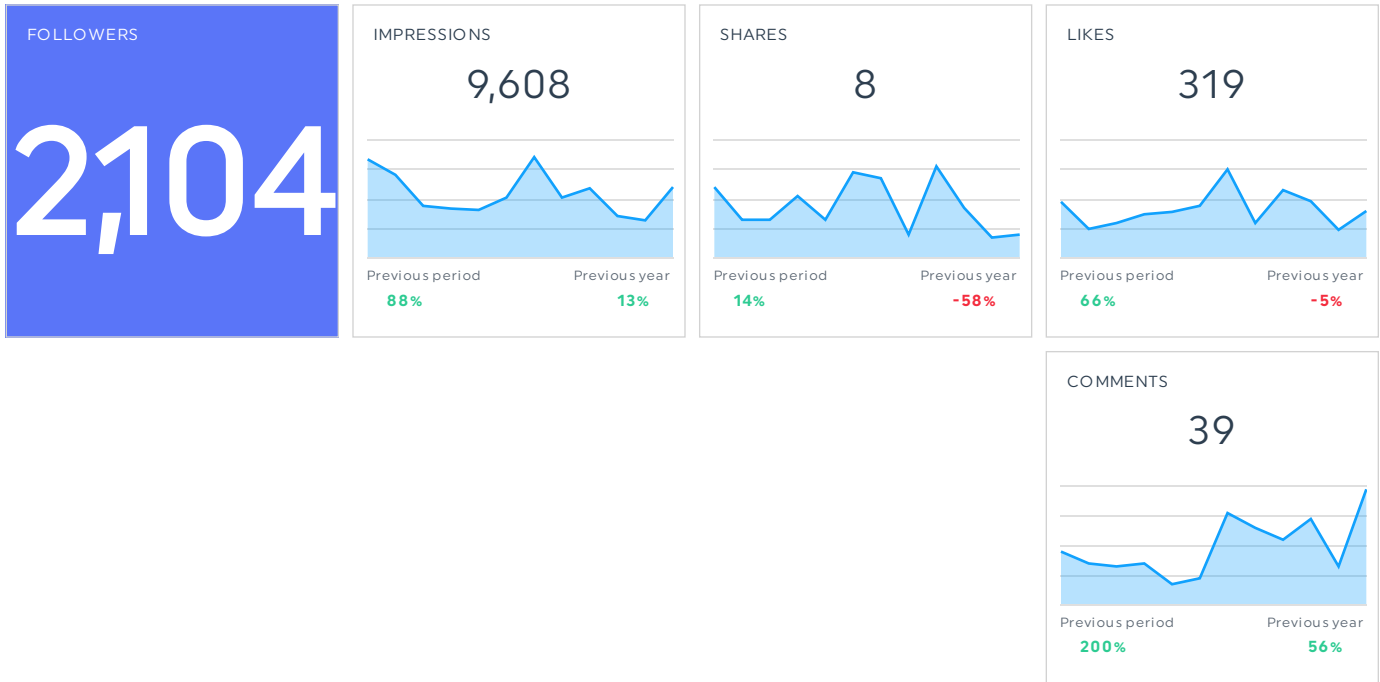 FOLLOWERS
2,104
IMPRESSIONS
9,608
Previous period Previous year
88% 13%
SHARES
8
Previous period Previous year
14% -58%
LIKES
319
Previous period Previous year
66% -5%
COMMENTS
39
Previous period Previous year
200% 56%